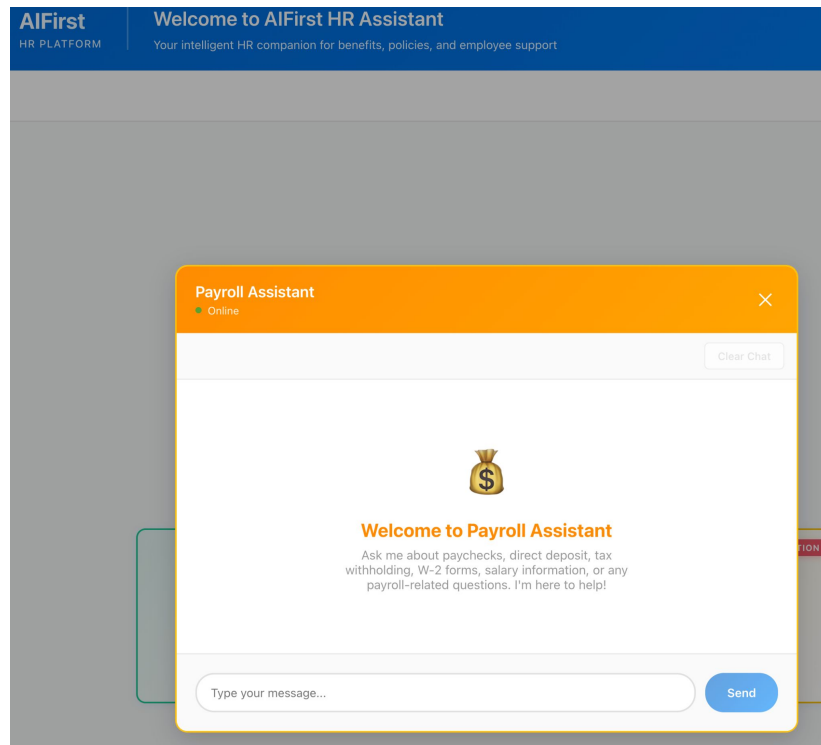 AIFirst
HR PLATFORM
Welcome to AIFirst HR Assistant
Your intelligent HR companion for benefits, policies, and employee support
Payroll Assistant
Online
Clear Chat
$
Welcome to Payroll Assistant
Ask me about paychecks, direct deposit, tax
withholding, W-2 forms, salary information, or any
payroll-related questions. I'm here to help!
TION
Type your message...
Send